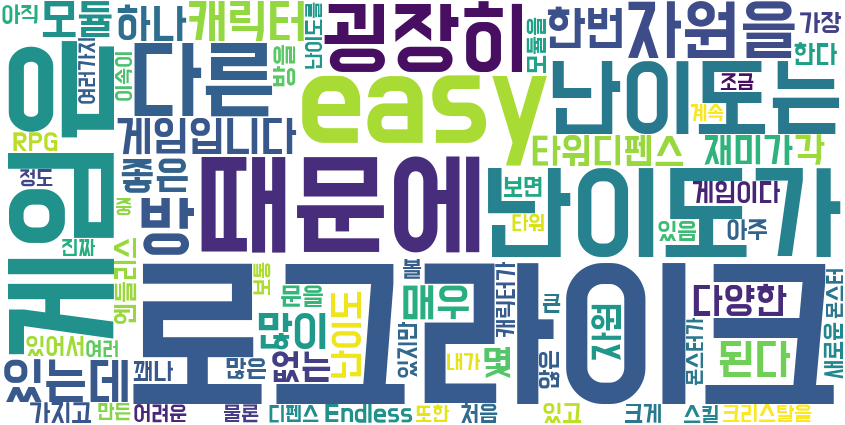 아직 모듈 하나 캐릭터 굉장히 한번 자원을 가장
게임은 여러가지 이속이 다른 방을 난이도를 easy 모듈을 난이도는 한다
RPG 게임입니다 타워디펜스 조금 계속 재미가 각
정도 좋은 방 때문에 보면 타워 난이도가 게임이다
진짜 중 엔들리스 로그라이크 있음 아주
있어서 여러 많이 보통 문을 볼 매우 캐릭터가 큰 자원 다양한 몬스터
있는데 꽤나 많은 없는 난이도 있지만 내가 몇 않은 몬스터가 된다 새로운
가지고 만든 어려운 물론 디펜스 Endless 또한 처음 있고 크게 스킬 크리스탈을